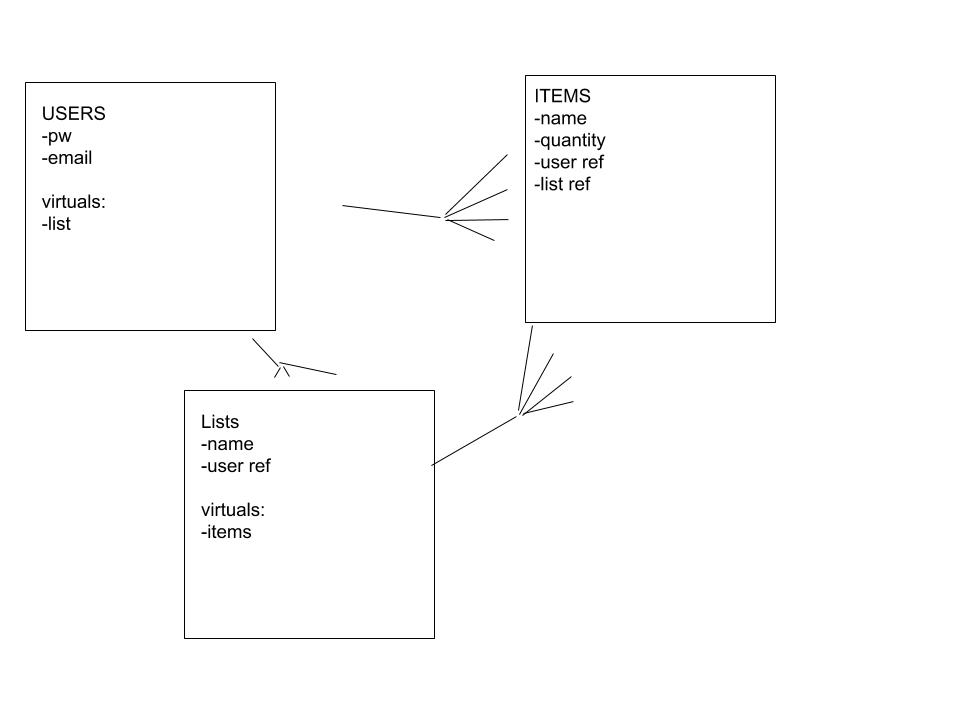 USERS
-pw
-email
virtuals:
-list
ITEMS
-name
-quantity
-user ref
-list ref
Lists
-name
-user ref
virtuals:
-items